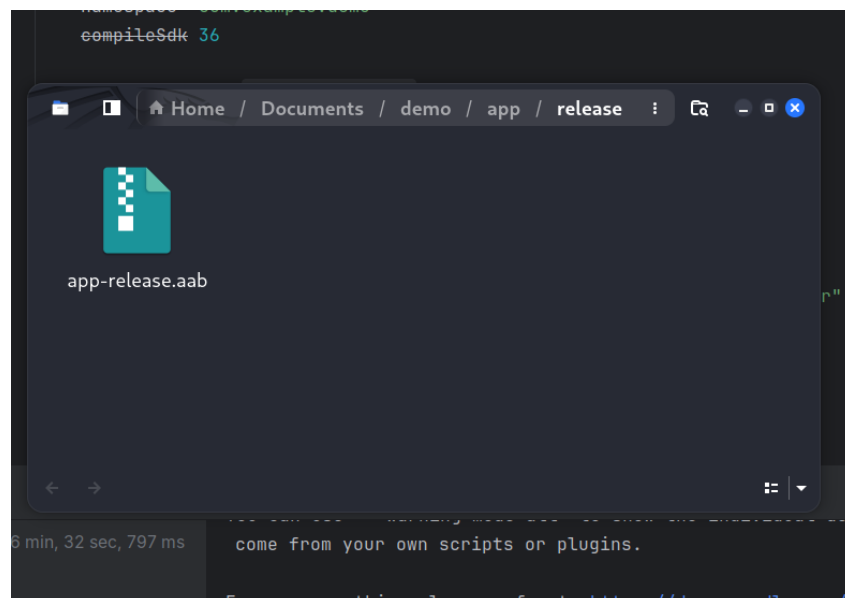 compileSdk 36
Home / Documents / demo / app / release
app-release.aab
r"
6 min, 32 sec, 797 ms
come from your own scripts or plugins.